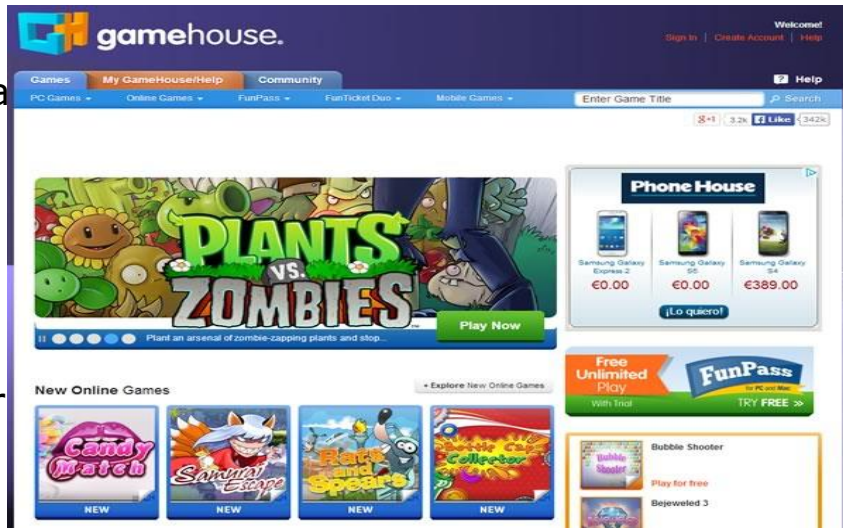 gamehouse.
Welcome!
Sign In | Create Account | Help
Games
My GameHouse/Help
Community
? Help
PC Games
Online Games
FunPass
FunTicket Duo
Mobile Games
Enter Game Title
Search
g+1
3.2k
Like
342k
a
PLANTS
VS.
ZOMBIES
Play Now
Plant an arsenal of zombie-zapping plants and stop...
Phone House
Samsung Galaxy
Express 2
€0.00
Samsung Galaxy
S5
€0.00
Samsung Galaxy
S4
€389.00
¡Lo quiero!
Free
Unlimited
Play
With Trial
FunPass
for PC and Mac
TRY FREE »
r
New Online Games
+ Explore New Online Games
Candy
Match
NEW
Samurai
Escape
NEW
Rats
and
Spears
NEW
Collector
NEW
Bubble
Shooter
Bubble Shooter
Play for free
Bejeweled 3